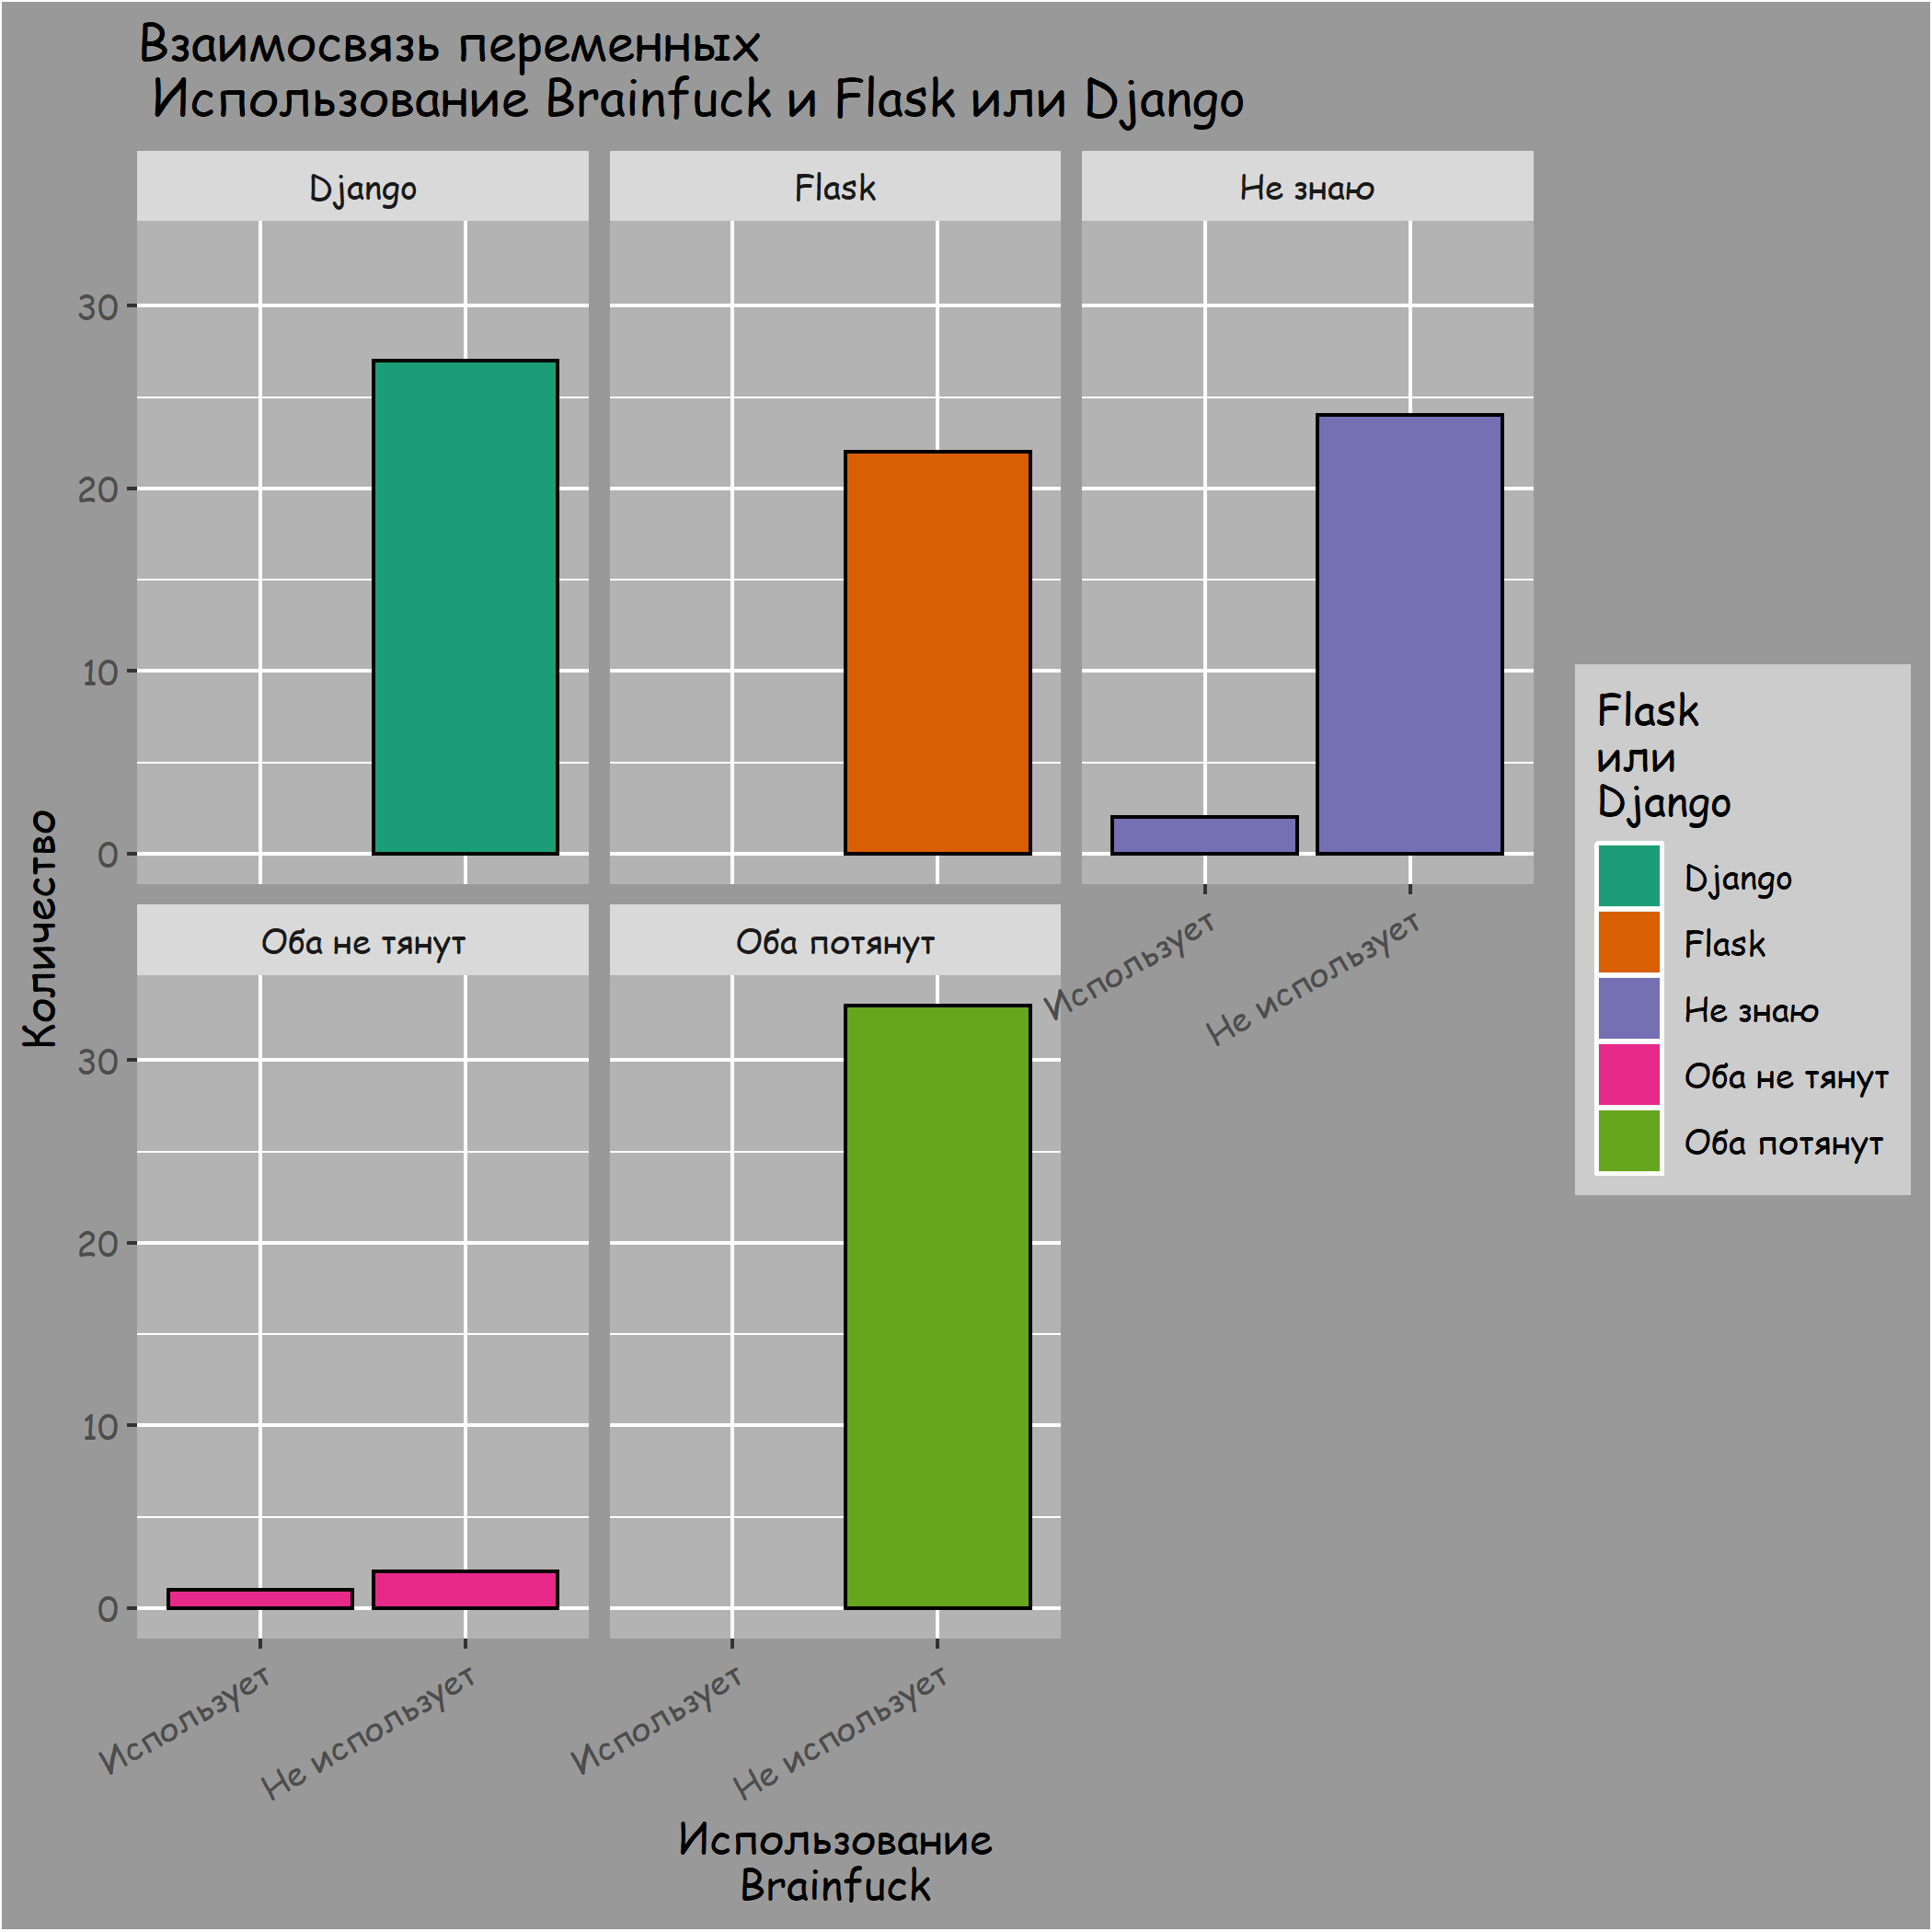 Взаимосвязь переменных
Использование Brainfuck и Flask или Django
Django
Flask
Не знаю
30
20
10
0
Использует
Не использует
Оба не тянут
Оба потянут
30
20
10
0
Использует
Не использует
Использует
Не использует
Количество
Использование
Brainfuck
Flask
или
Django
Django
Flask
Не знаю
Оба не тянут
Оба потянут